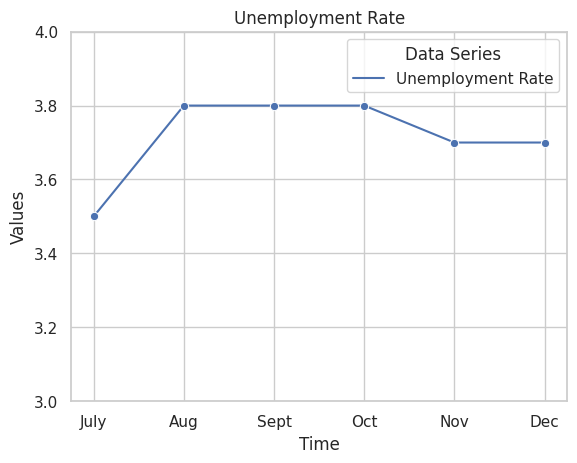 Unemployment Rate
Data Series
Unemployment Rate
Values
4.0
3.8
3.6
3.4
3.2
3.0
July Aug Sept Oct Nov Dec
Time